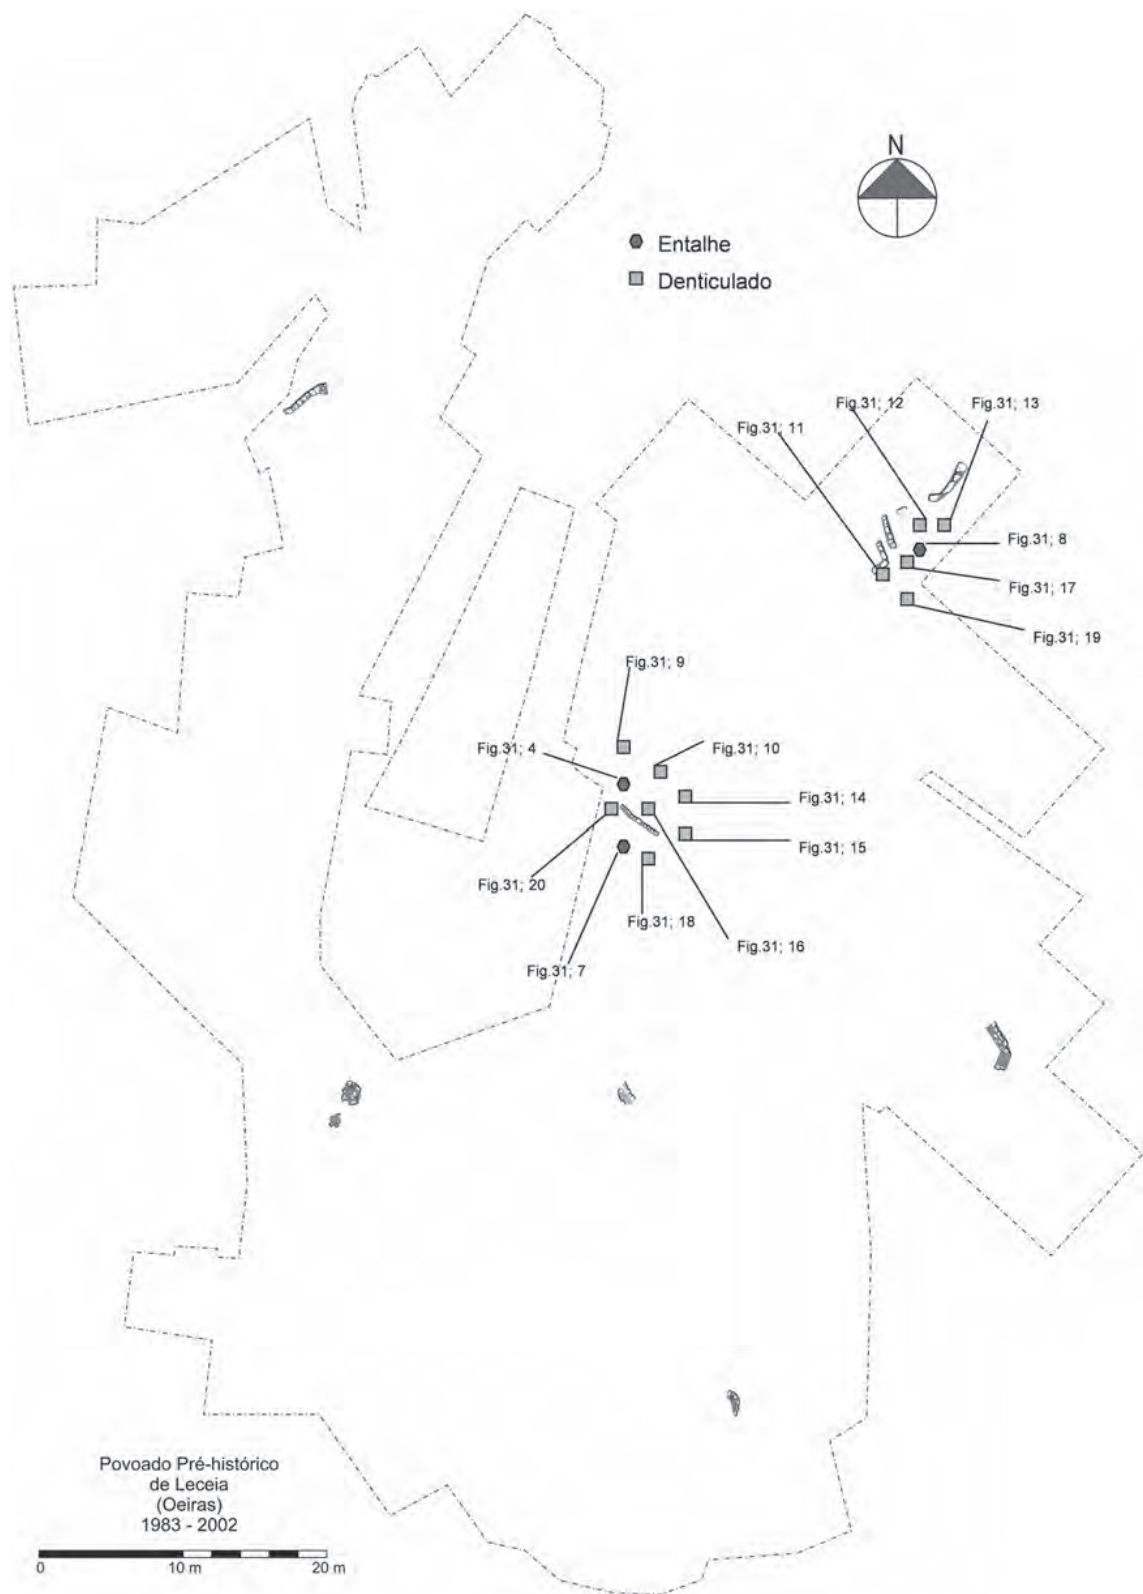 N
Entalhe
Denticulado
Fig.31; 12
Fig.31; 13
Fig.31; 11
Fig.31; 8
Fig.31; 17
Fig.31; 19
Fig.31; 9
Fig.31; 4
Fig.31; 10
Fig.31; 14
Fig.31; 15
Fig.31; 20
Fig.31; 18
Fig.31; 16
Fig.31; 7
Povoado Pré-histórico
de Leceia
(Oeiras)
1983 - 2002
0 10 m 20 m